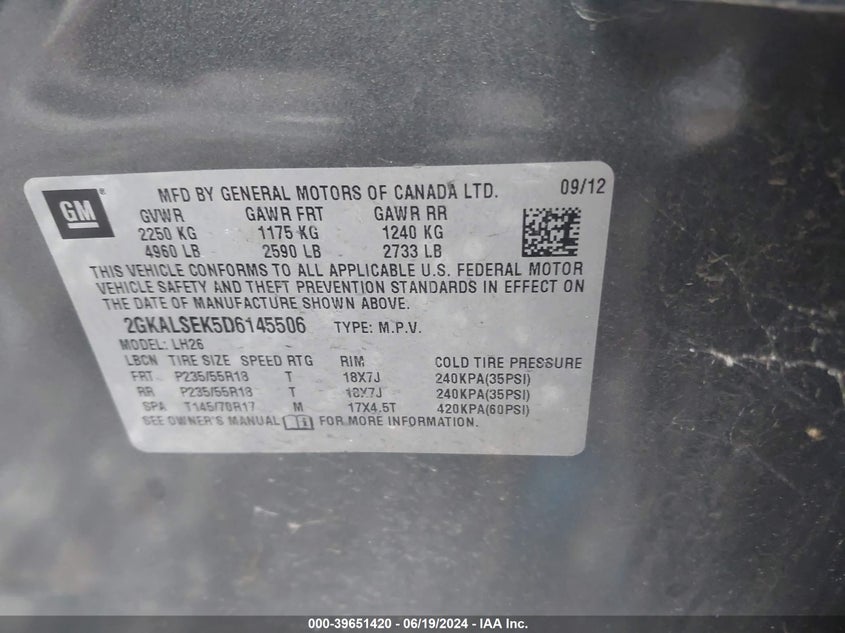 GM
®
MFD BY GENERAL MOTORS OF CANADA LTD. 09/12
GVWR GAWR FRT GAWR RR
2250 KG 1175 KG 1240 KG
4960 LB 2590 LB 2733 LB
THIS VEHICLE CONFORMS TO ALL APPLICABLE U.S. FEDERAL MOTOR
VEHICLE SAFETY AND THEFT PREVENTION STANDARDS IN EFFECT ON
THE DATE OF MANUFACTURE SHOWN ABOVE.
2GKALSEK5D6145506 TYPE: M.P.V.
MODEL: LH26
LBCN TIRE SIZE SPEED RTG RIM COLD TIRE PRESSURE
FRT P235/55R18 T 18X7J 240KPA(35PSI)
RR P235/55R18 T 18X7J 240KPA(35PSI)
SPA T145/70R17 M 17X4.5T 420KPA(60PSI)
SEE OWNER'S MANUAL FOR MORE INFORMATION.
000-39651420 - 06/19/2024 - IAA Inc.